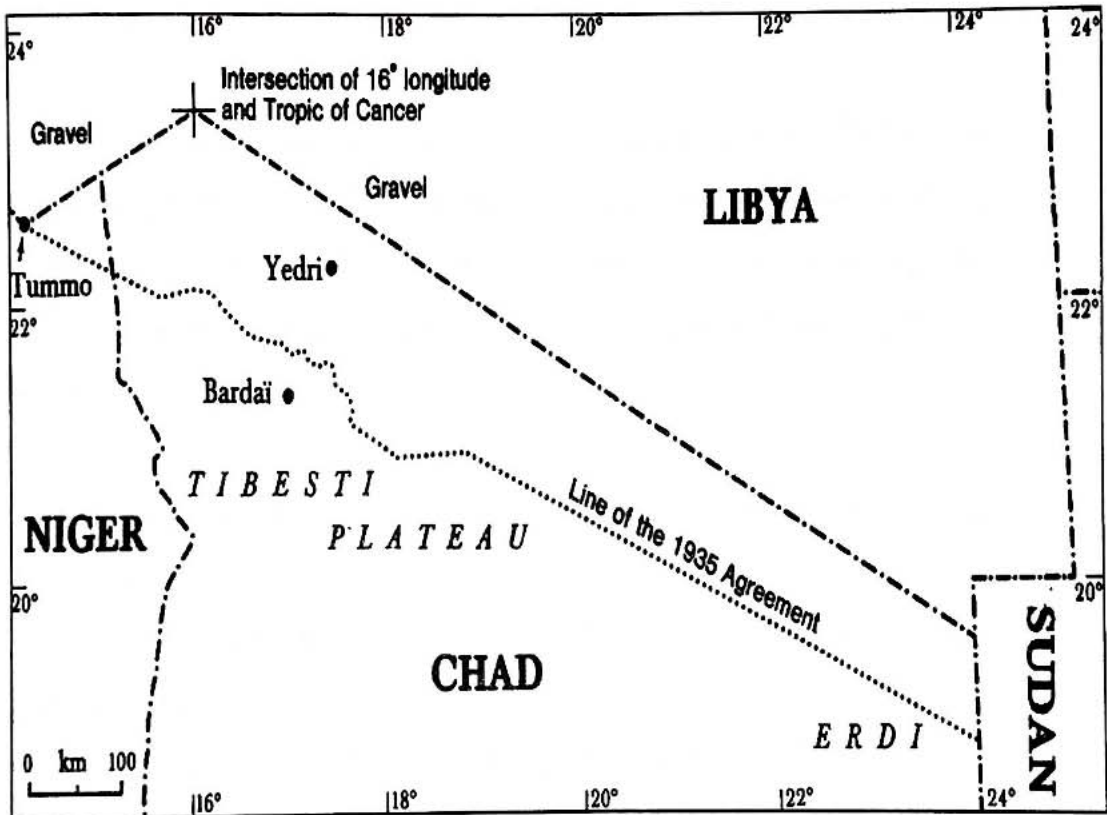 16°
18°
20°
22°
24°
24°
24°
Intersection of 16° longitude
and Tropic of Cancer
Gravel
Gravel
LIBYA
Yedri
Tummo
22°
22°
Bardaï
TIBESTI
PLATEAU
Line of the 1935 Agreement
NIGER
20°
20°
SUDAN
CHAD
ERDI
0 km 100
16°
18°
20°
22°
24°